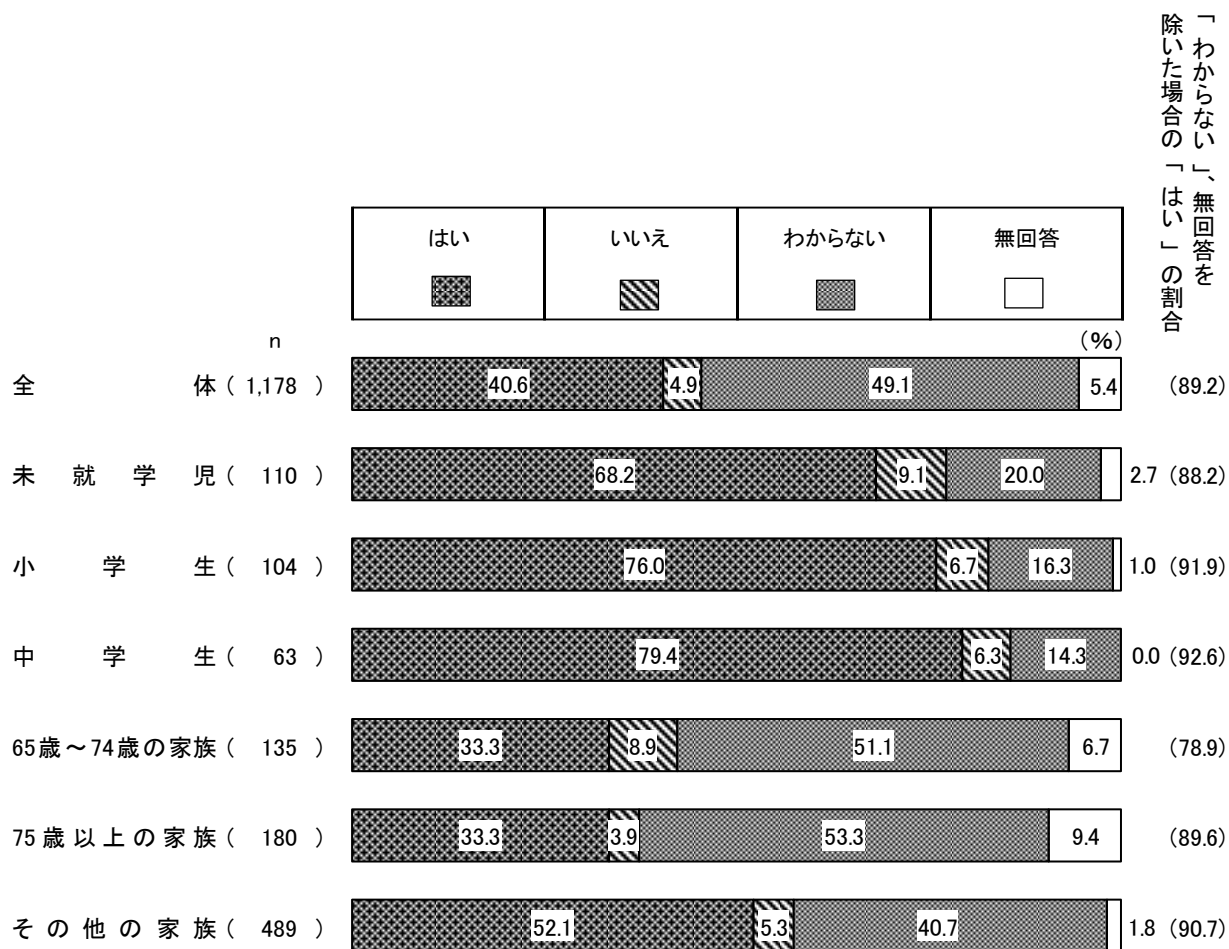 「わからない」、無回答を
除いた場合の「はい」の割合
はい いいえ わからない 無回答
n (%)
全体 ( 1,178 ) 40.6 4.9 49.1 5.4 (89.2)
未就学児 ( 110 ) 68.2 9.1 20.0 2.7 (88.2)
小学生 ( 104 ) 76.0 6.7 16.3 1.0 (91.9)
中学生 ( 63 ) 79.4 6.3 14.3 0.0 (92.6)
65歳～74歳の家族 ( 135 ) 33.3 8.9 51.1 6.7 (78.9)
75歳以上の家族 ( 180 ) 33.3 3.9 53.3 9.4 (89.6)
その他の家族 ( 489 ) 52.1 5.3 40.7 1.8 (90.7)